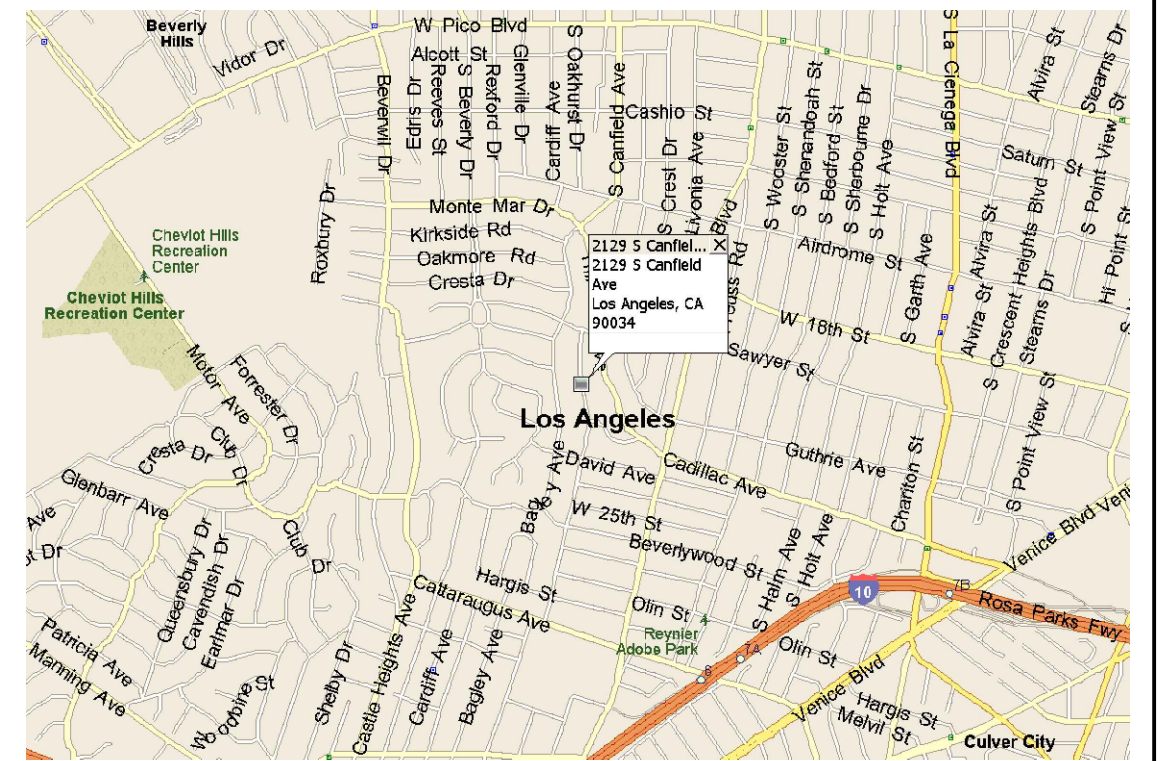 Beverly
Hills
Vidor Dr
W Pico Blvd
Alcott St
Beverwil Dr
Edris Dr
Reeves St
S Beverly Dr
Rexford Dr
Glenville Dr
Cardiff Ave
S Oakhurst Dr
S Canfield Ave
Cashio St
S Crest Dr
Livonia Ave
Blvd
S Wooster St
S Shenandoah St
S Bedford St
S Sherbourne Dr
S Holt Ave
S La Cienega Blvd
Alvira St
Stearns Dr
Saturn St
S Point View St
Roxbury Dr
Monte Mar Dr
Kirkside Rd
Oakmore Rd
Cresta Dr
Cheviot Hills
Recreation
Center
Cheviot Hills
Recreation Center
2129 S Canfiel...
2129 S Canfield
Ave
Los Angeles, CA
90034
Rd
Airdrome St
S Garth Ave
Alvira St
Alvira St
S Crescent Heights Blvd
Stearns Dr
Hi Point St
W 18th St
Sawyer St
Motor Ave
Forrester Dr
Los Angeles
Cresta Dr
Club Dr
Glenbarr Ave
Ave
Dr
Club Dr
David Ave
Cadillac Ave
Guthrie Ave
Charlton St
S Point View St
Venice Blvd
W 25th St
Beverlywood St
Bagley Ave
S Halm Ave
S Holt Ave
Queensbury Dr
Cavendish Dr
Earlmar Dr
Hargis St
Cattaraugus Ave
Olin St
Reynier
Adobe Park
10
7B
Rosa Parks Fwy
7A
6
Olin St
Patricia Ave
Manning Ave
Woodbine St
Shelby Dr
Castle Heights Ave
Cardiff Ave
Bagley Ave
Venice Blvd
Hargis St
Melvil St
Culver City